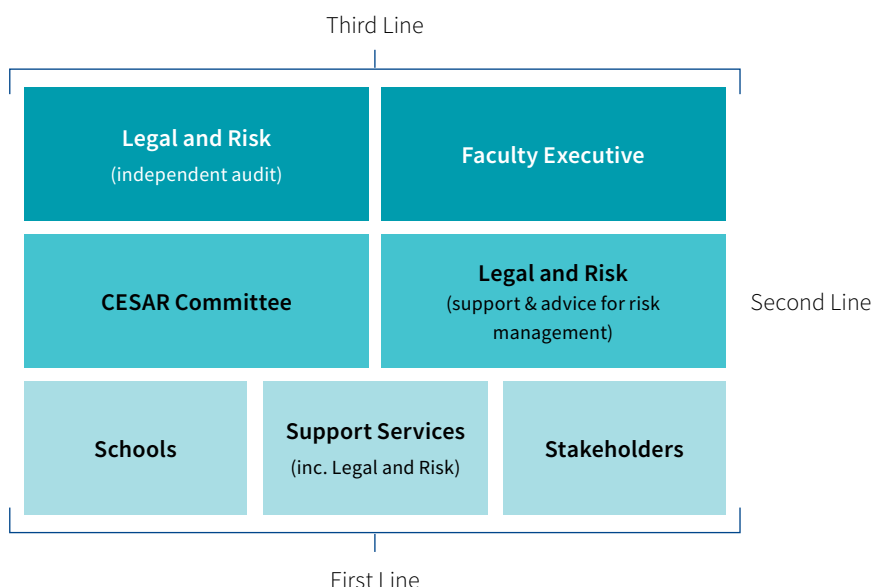 Third Line
Legal and Risk
(independent audit)
Faculty Executive
CESAR Committee
Legal and Risk
(support & advice for risk
management)
Second Line
Schools
Support Services
(inc. Legal and Risk)
Stakeholders
First Line